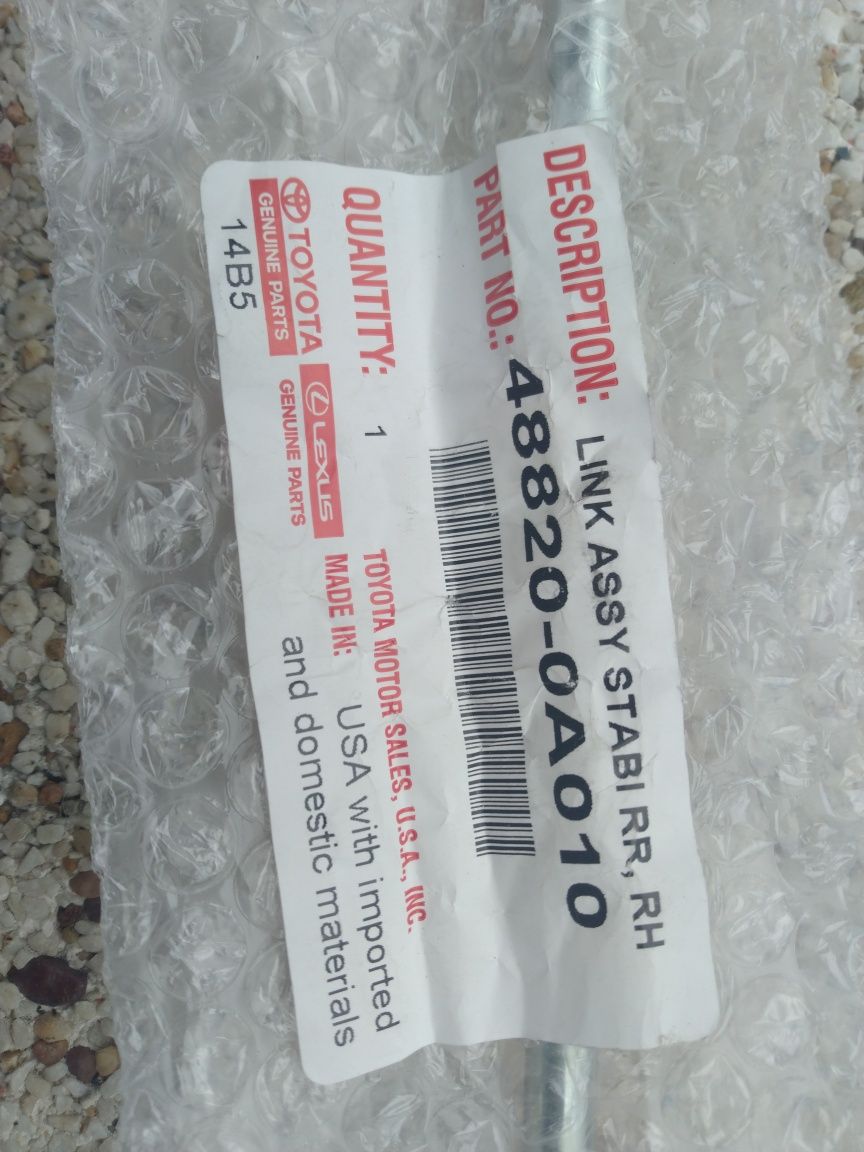 DESCRIPTION: LINK ASSY STABI RR, RH
PART NO.: 48820-0A010
QUANTITY: 1
TOYOTA MOTOR SALES, U.S.A., INC.
TOYOTA
GENUINE PARTS
LEXUS
GENUINE PARTS
MADE IN: USA with imported
and domestic materials
14B5